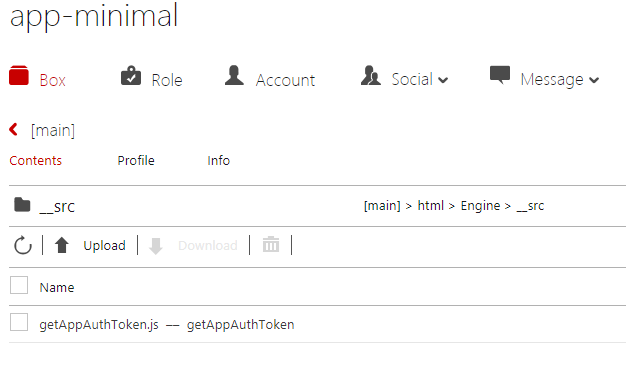 app-minimal
Box Role Account Social Message
[main]
Contents Profile Info
__src [main] > html > Engine > __src
Upload Download
Name
getAppAuthToken.js — getAppAuthToken